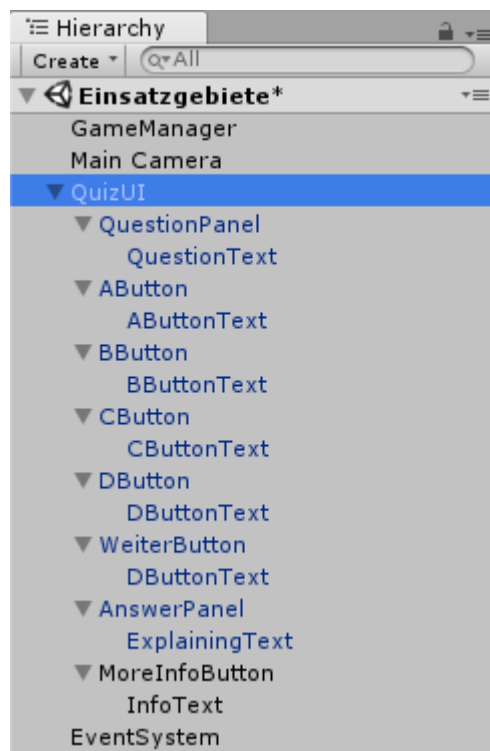 Hierarchy
Create All
Einsatzgebiete*
GameManager
Main Camera
QuizUI
QuestionPanel
QuestionText
AButton
AButtonText
BButton
BButtonText
CButton
CButtonText
DButton
DButtonText
WeiterButton
DButtonText
AnswerPanel
ExplainingText
MoreInfoButton
InfoText
EventSystem